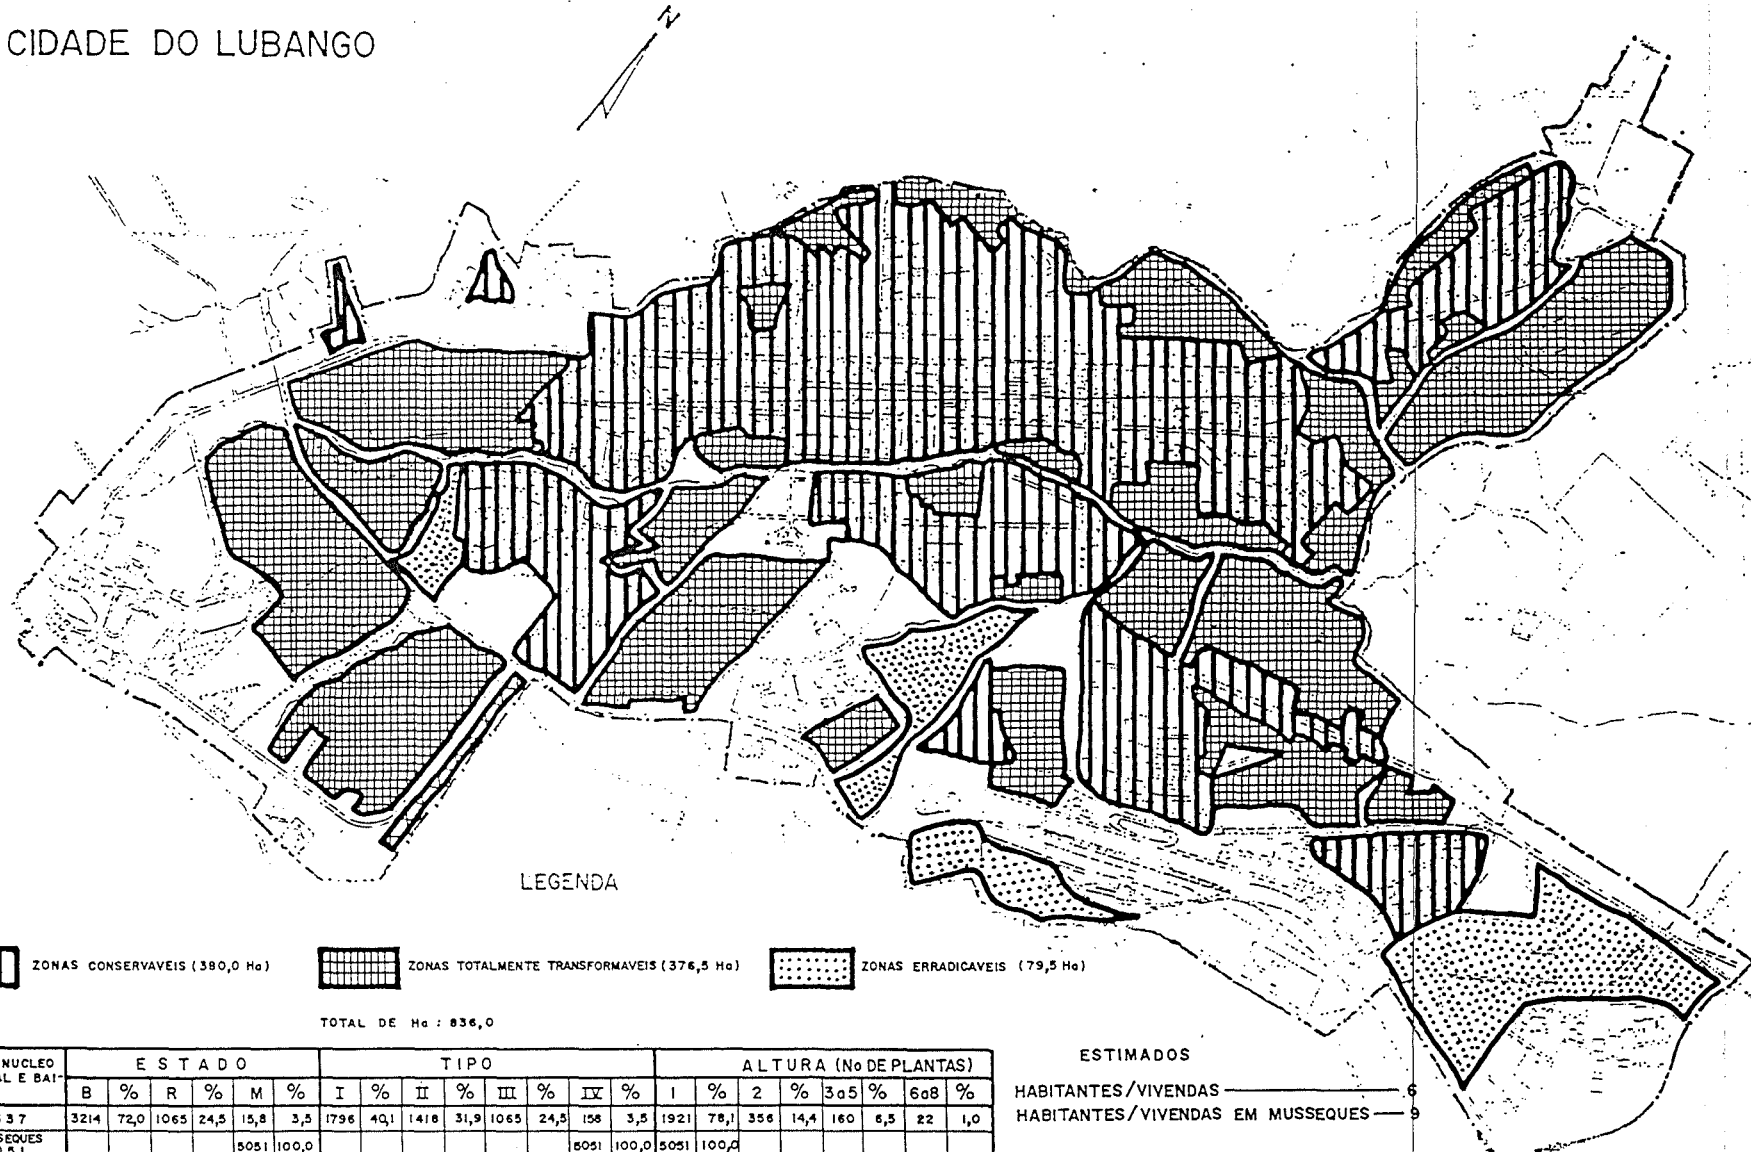 N
CIDADE DO LUBANGO
LEGENDA
ZONAS CONSERVAVEIS (380,0 Ha)
ZONAS TOTALMENTE TRANSFORMAVEIS (376,5 Ha)
ZONAS ERRADICAVEIS (79,5 Ha)
TOTAL DE Ha : 836,0
NUCLEO
L E BAI-
ESTADO TIPO ALTURA (No DE PLANTAS)
B % R % M % I % II % III % IV % 1 % 2 % 3a5 % 6a8 %
37 3214 72,0 1065 24,5 15,8 3,5 1796 40,1 1418 31,9 1065 24,5 158 3,5 1921 78,1 356 14,4 160 6,5 22 1,0
SEQUES
5051 100,0 5051 100,0 5051 100,0
ESTIMADOS
HABITANTES/VIVENDAS 6
HABITANTES/VIVENDAS EM MUSSEQUES 9